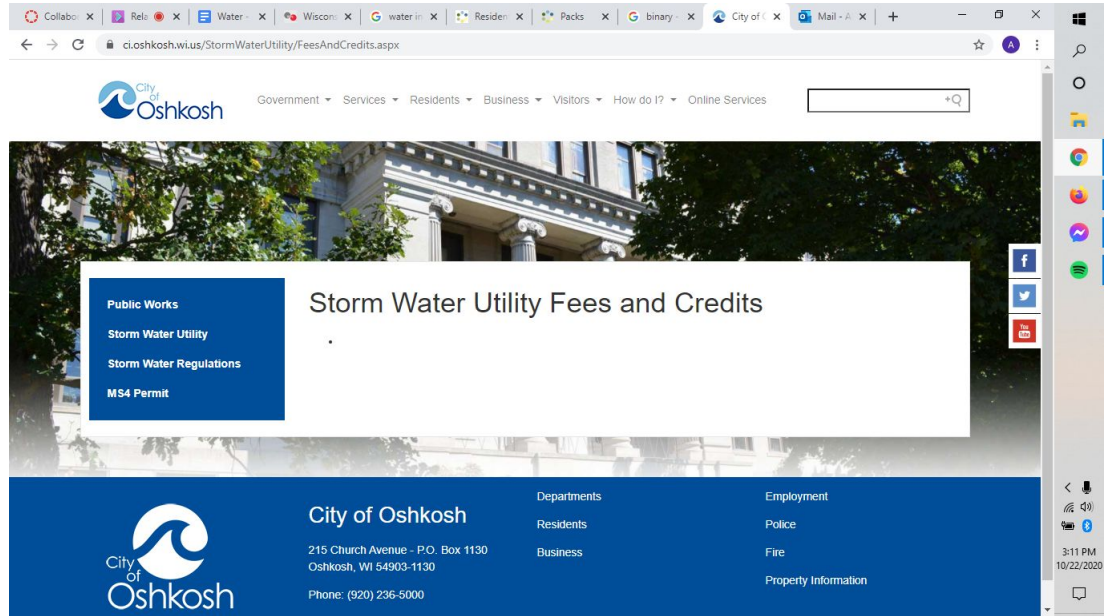 Collabo
Rela
Water -
Wiscons
water in
Residen
Packs
binary -
City of
Mail - A
ci.oshkosh.wi.us/StormWaterUtility/FeesAndCredits.aspx
A
City
of
Oshkosh
Government Services Residents Business Visitors How do I? Online Services
+Q
Public Works
Storm Water Utility
Storm Water Regulations
MS4 Permit
Storm Water Utility Fees and Credits
f
You
Tube
City
of
Oshkosh
City of Oshkosh
215 Church Avenue - P.O. Box 1130
Oshkosh, WI 54903-1130
Phone: (920) 236-5000
Departments
Residents
Business
Employment
Police
Fire
Property Information
3:11 PM
10/22/2020